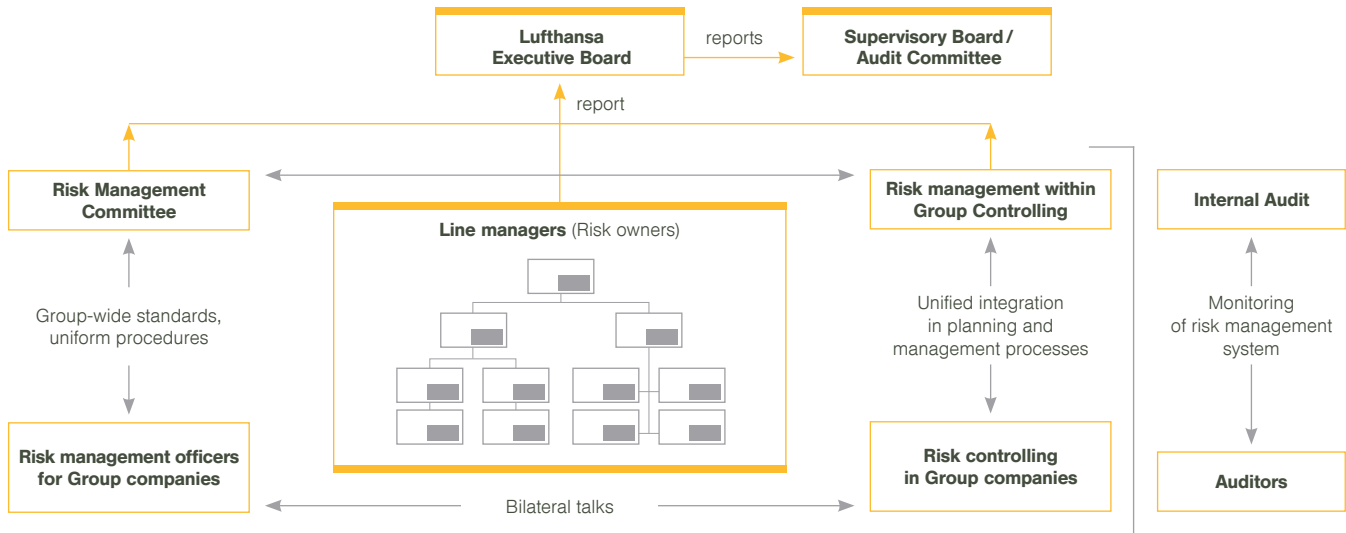 Lufthansa
Executive Board
reports
Supervisory Board /
Audit Committee
report
Risk Management
Committee
Risk management within
Group Controlling
Internal Audit
Line managers (Risk owners)
Group-wide standards,
uniform procedures
Unified integration
in planning and
management processes
Monitoring
of risk management
system
Risk management officers
for Group companies
Risk controlling
in Group companies
Auditors
Bilateral talks